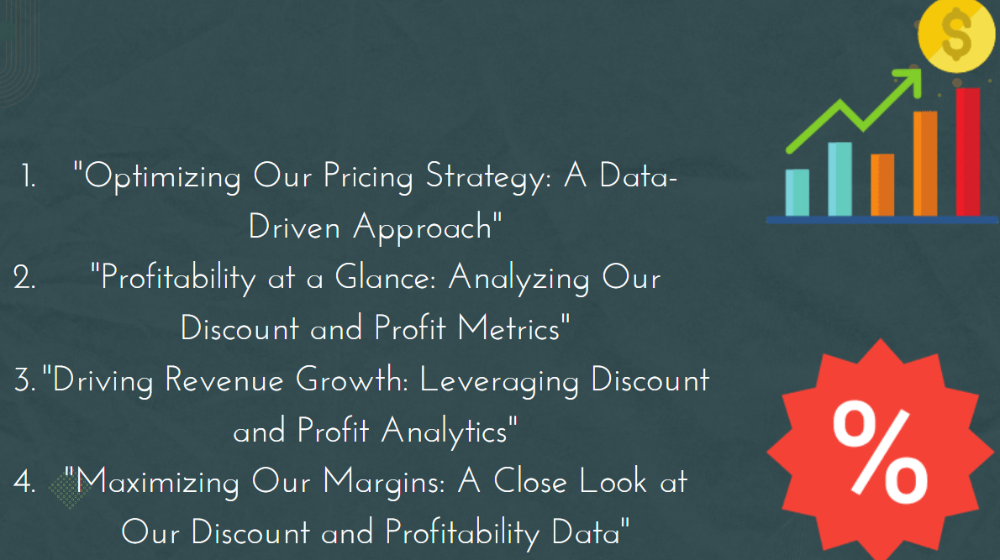 1. "Optimizing Our Pricing Strategy: A Data-
Driven Approach"
2. "Profitability at a Glance: Analyzing Our
Discount and Profit Metrics"
3. "Driving Revenue Growth: Leveraging Discount
and Profit Analytics"
4. "Maximizing Our Margins: A Close Look at
Our Discount and Profitability Data"
$
%